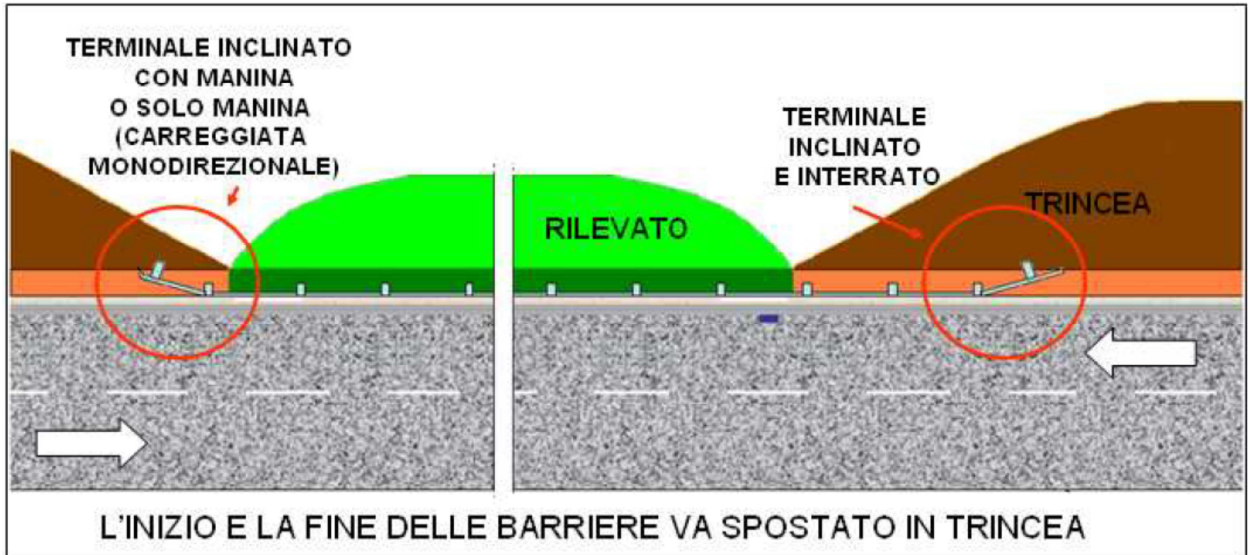 TERMINALE INCLINATO
CON MANINA
O SOLO MANINA
(CARREGGIATA
MONODIREZIONALE)
TERMINALE
INCLINATO
E INTERRATO
TRINCEA
RILEVATO
L'INIZIO E LA FINE DELLE BARRIERE VA SPOSTATO IN TRINCEA